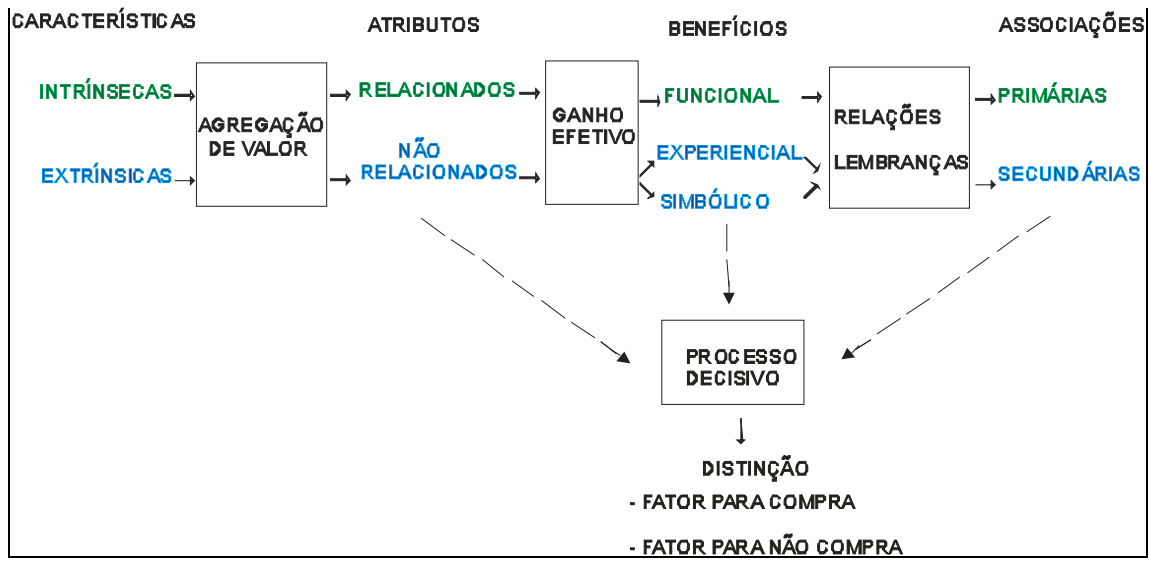 CARACTERÍSTICAS
ATRIBUTOS
BENEFÍCIOS
ASSOCIAÇÕES
INTRÍNSECAS
EXTRÍNSICAS
AGREGAÇÃO
DE VALOR
RELACIONADOS
NÃO
RELACIONADOS
GANHO
EFETIVO
FUNCIONAL
EXPERIENCIAL
SIMBÓLICO
RELAÇÕES
LEMBRANÇAS
PRIMÁRIAS
SECUNDÁRIAS
PROCESSO
DECISIVO
DISTINÇÃO
- FATOR PARA COMPRA
- FATOR PARA NÃO COMPRA